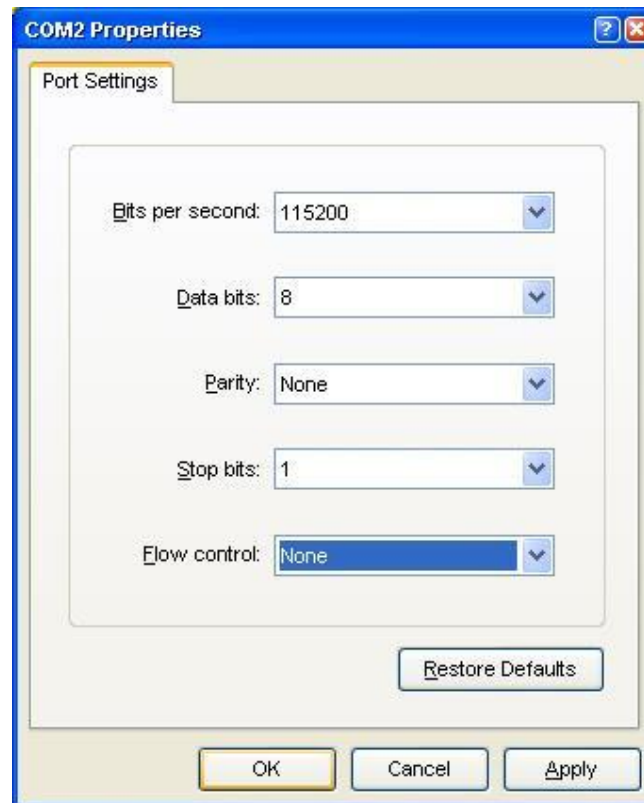 COM2 Properties
Port Settings
Bits per second: 115200
Data bits: 8
Parity: None
Stop bits: 1
Flow control: None
Restore Defaults
OK Cancel Apply